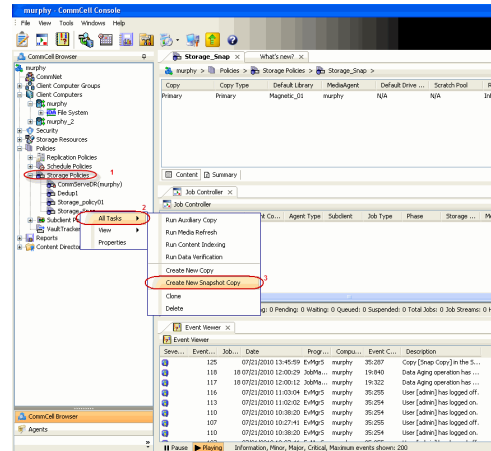 murphy - CommCell Console
File View Tools Windows Help
CommCell Browser
murphy
CommNet
Client Computer Groups
Client Computers
murphy
File System
murphy_2
Security
Storage Resources
Policies
Replication Policies
Schedule Policies
Storage Policies
1
CommServeDR(murphy)
Dedup1
Storage_policy01
Subclient
VaultTracker
Reports
Content Director
CommCell Browser
Agents
Storage_Snap × What's new? ×
murphy > Policies > Storage Policies > Storage_Snap >
Copy Copy Type Default Library MediaAgent Default Drive ... Scratch Pool
Primary Primary Magnetic_01 murphy N/A N/A
Content Summary
Job Controller ×
Job Controller
Agent Type Subclient Job Type Phase Storage ...
2
All Tasks
View
Properties
Run Auxiliary Copy
Run Media Refresh
Run Content Indexing
Run Data Verification
Create New Copy
Create New Snapshot Copy
3
Clone
Delete
0 Pending: 0 Waiting: 0 Queued: 0 Suspended: 0 Total Jobs: 0 Job Streams: 0
Event Viewer ×
Event Viewer
Seve... Event... Job... Date Progr... Compu... Event C... Description
125 07/21/2010 13:45:59 EvMgrS murphy 35:287 Copy [Snap Copy] in the S...
118 18 07/21/2010 12:00:29 JobMa... murphy 19:840 Data Aging operation has ...
117 18 07/21/2010 12:00:12 JobMa... murphy 19:322 Data Aging operation has ...
116 07/21/2010 11:03:04 EvMgrS murphy 35:255 User [admin] has logged off.
113 07/21/2010 11:02:02 EvMgrS murphy 35:254 User [admin] has logged on.
110 07/21/2010 10:38:20 EvMgrS murphy 35:254 User [admin] has logged on.
107 07/21/2010 10:27:41 EvMgrS murphy 35:255 User [admin] has logged off.
110 07/21/2010 10:38:20 EvMgrS murphy 35:254 User [admin] has logged on.
Pause Playing Information, Minor, Major, Critical, Maximum events shown: 200